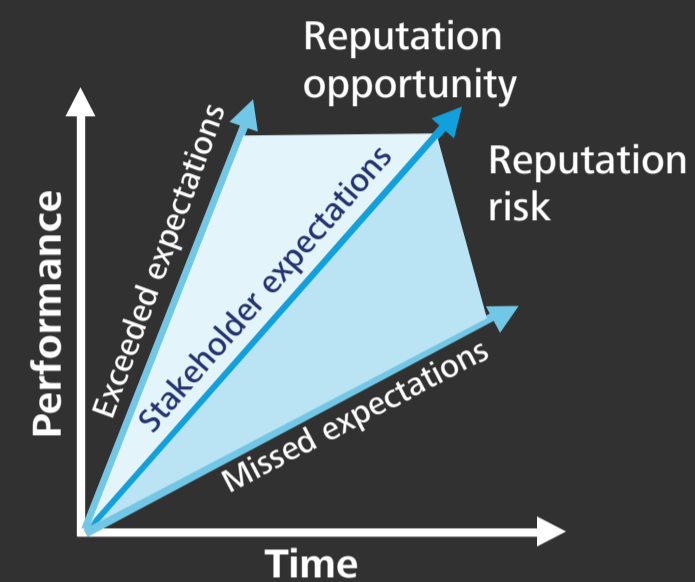 Reputation
opportunity
Reputation
risk
Exceeded expectations
Stakeholder expectations
Missed expectations
Performance
Time